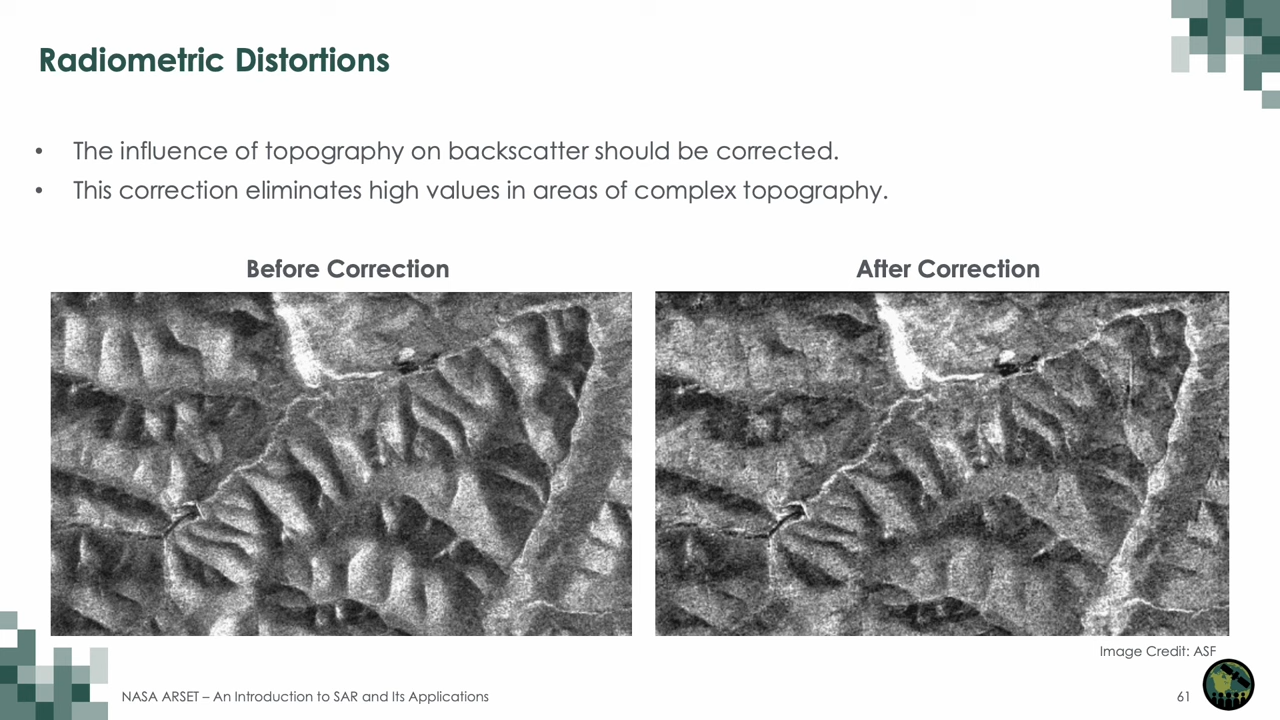 Radiometric Distortions
• The influence of topography on backscatter should be corrected.
• This correction eliminates high values in areas of complex topography.
Before Correction
After Correction
Image Credit: ASF
NASA ARSET – An Introduction to SAR and Its Applications
61